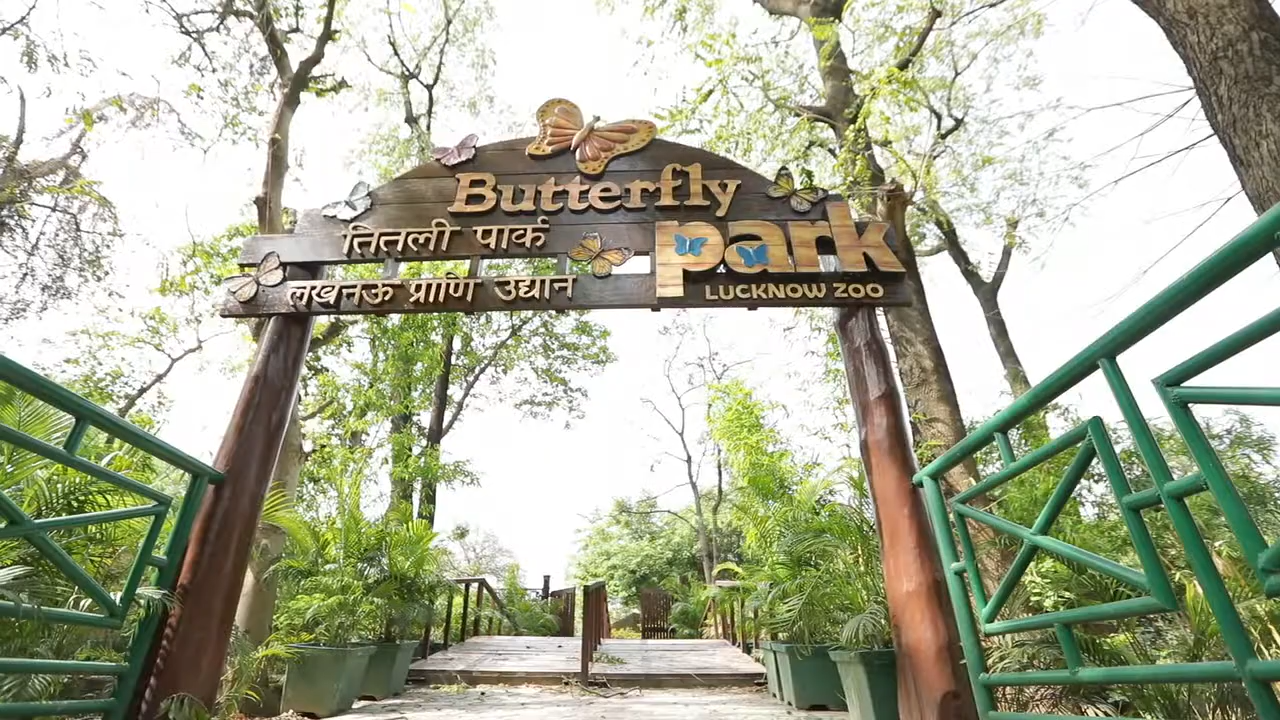 Butterfly
park
LUCKNOW ZOO
तितली पार्क
लखनऊ प्राणि उद्यान